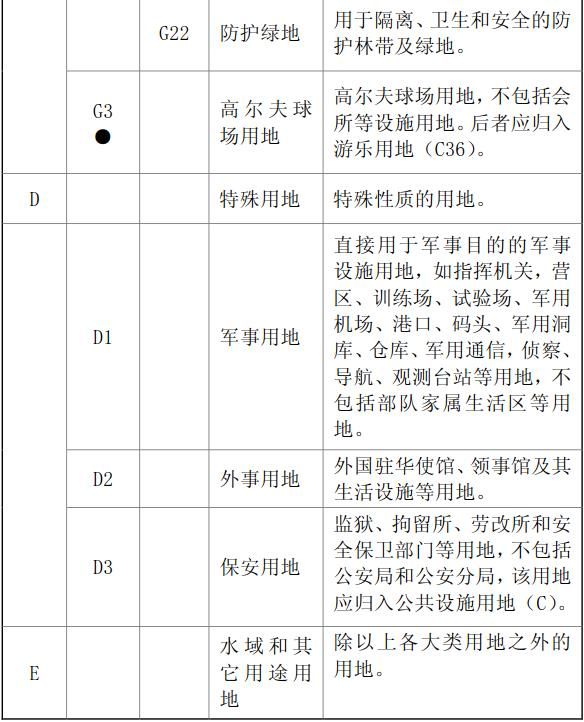 G22 防护绿地 用于隔离、卫生和安全的防
护林带及绿地。
G3 高尔夫球 高尔夫球场用地，不包括会
● 场用地 所等设施用地。后者应归入
游乐用地（C36）。
D 特殊用地 特殊性质的用地。
直接用于军事目的的军事
设施用地，如指挥机关，营
区、训练场、试验场、军用
D1 军事用地 机场、港口、码头、军用洞
库、仓库、军用通信，侦察、
导航、观测台站等用地，不
包括部队家属生活区等用
地。
D2 外事用地 外国驻华使馆、领事馆及其
生活设施等用地。
监狱、拘留所、劳改所和安
D3 保安用地 全保卫部门等用地，不包括
公安局和公安分局，该用地
应归入公共设施用地（C）。
水域和其 除以上各大类用地之外的
E 它用途用 用地。
地